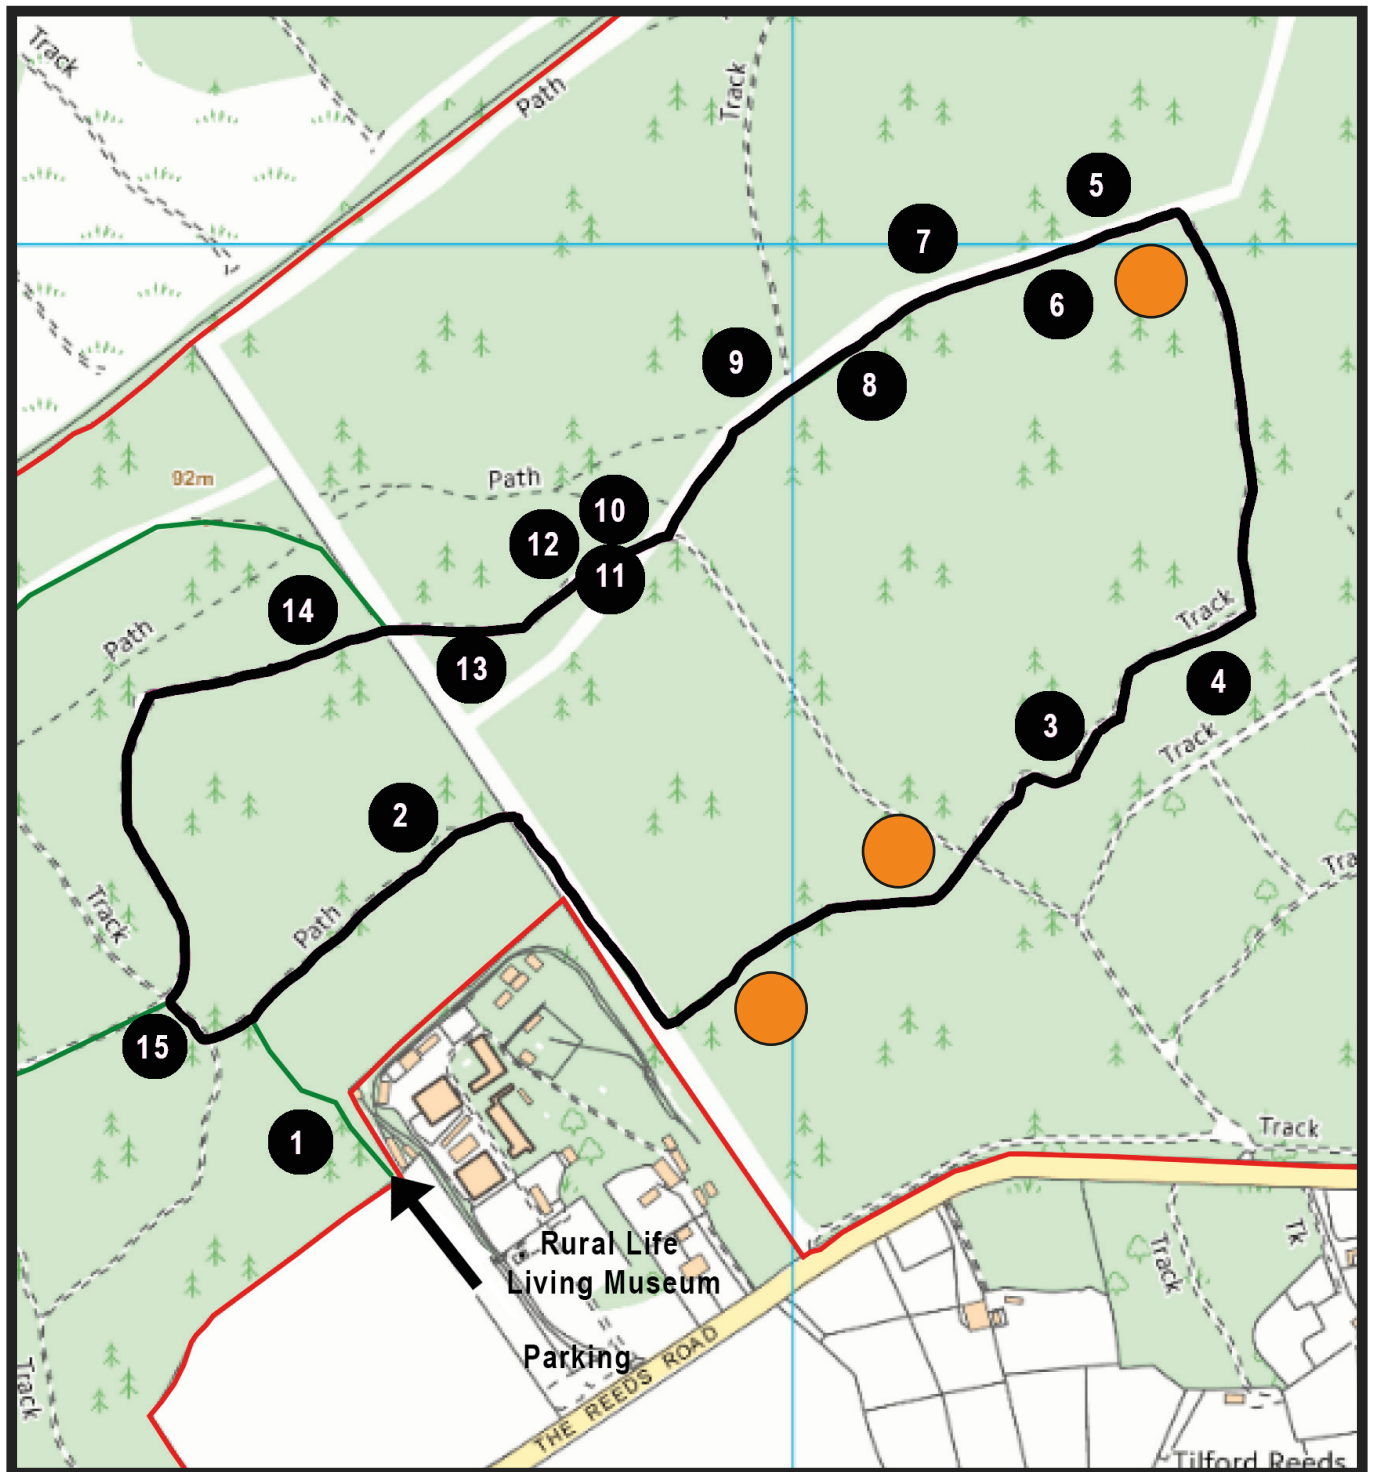 Track
Path
Track
5
7
6
9
8
92m
Path
10
12
11
14
Track
Path
13
4
3
Track
2
Track
Path
15
1
Track
Rural Life
Living Museum
Parking
THE REEDS ROAD
Track
Tk
Track
Tilford Reeds